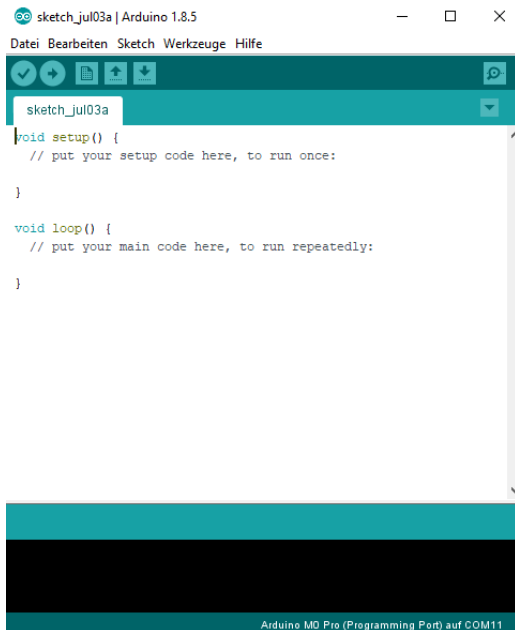 sketch_jul03a | Arduino 1.8.5
Datei Bearbeiten Sketch Werkzeuge Hilfe
sketch_jul03a
void setup() {
  // put your setup code here, to run once:
}
void loop() {
  // put your main code here, to run repeatedly:
}
Arduino M0 Pro (Programming Port) auf COM11